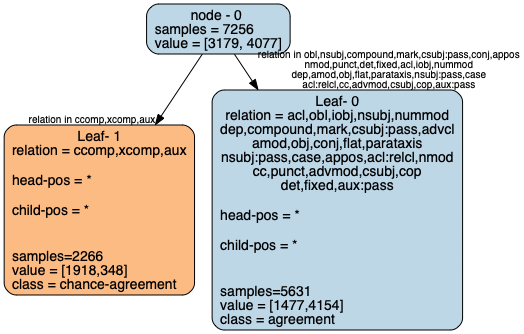 node - 0
samples = 7256
value = [3179, 4077]
relation in obl,nsubj,compound,mark,csubj:pass,conj,appos
nmod,punct,det,fixed,acl,iobj,nummod
dep,amod,obj,flat,parataxis,nsubj:pass,case
acl:relcl,cc,advmod,csubj,cop,aux:pass
relation in ccomp,xcomp,aux
Leaf- 1
relation = ccomp,xcomp,aux
head-pos = *
child-pos = *
samples=2266
value = [1918,348]
class = chance-agreement
Leaf- 0
relation = acl,obl,iobj,nsubj,nummod
dep,compound,mark,csubj:pass,advcl
amod,obj,conj,flat,parataxis
nsubj:pass,case,appos,acl:relcl,nmod
cc,punct,advmod,csubj,cop
det,fixed,aux:pass
head-pos = *
child-pos = *
samples=5631
value = [1477,4154]
class = agreement